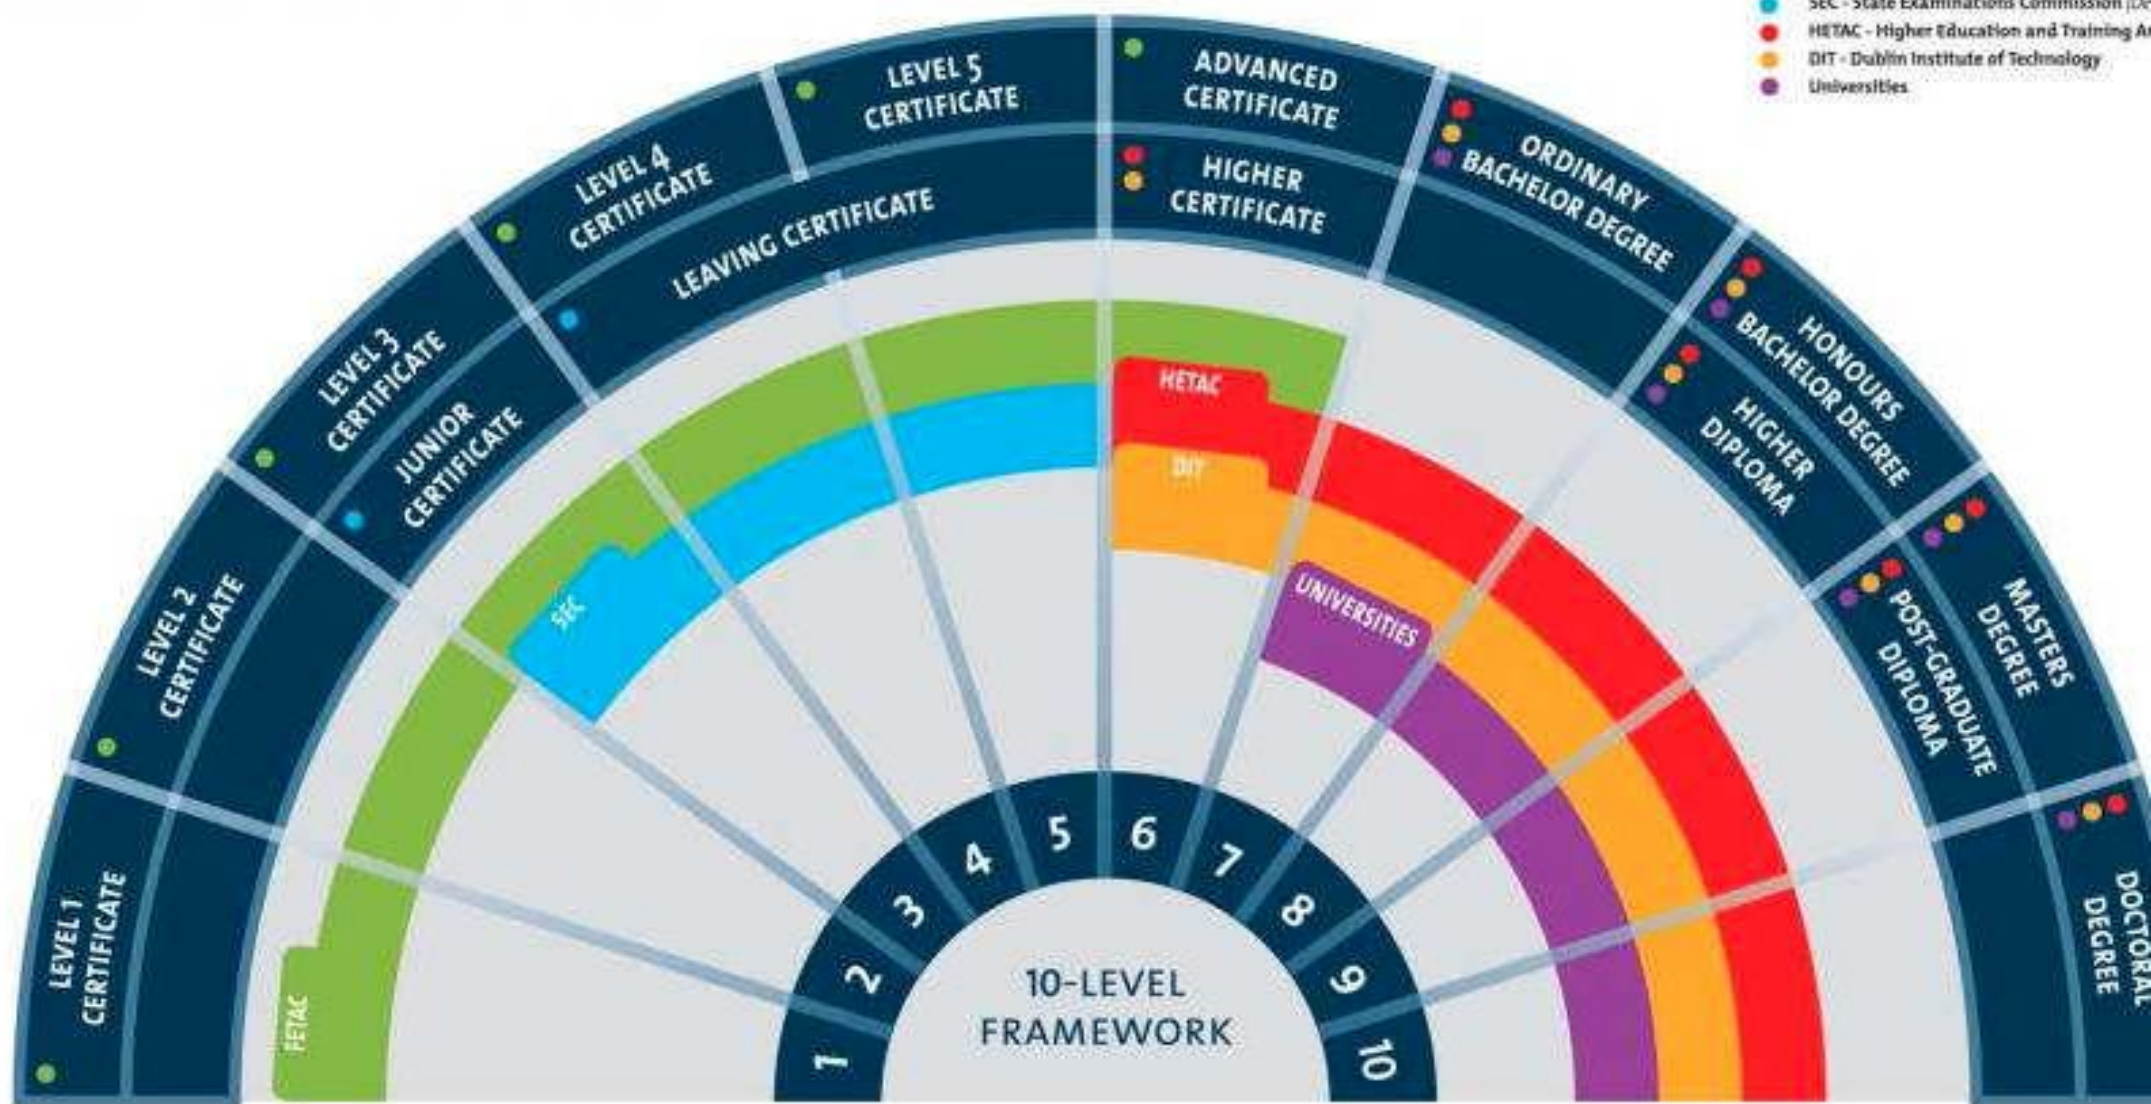 SEC - State Examinations Commission
HETAC - Higher Education and Training
DIT - Dublin Institute of Technology
Universities
LEVEL 1
CERTIFICATE
LEVEL 2
CERTIFICATE
LEVEL 3
CERTIFICATE
JUNIOR
CERTIFICATE
LEVEL 4
CERTIFICATE
LEVEL 5
CERTIFICATE
LEAVING CERTIFICATE
ADVANCED
CERTIFICATE
HIGHER
CERTIFICATE
ORDINARY
BACHELOR DEGREE
HONOURS
BACHELOR DEGREE
HIGHER
DIPLOMA
MASTERS
DEGREE
POST-GRADUATE
DIPLOMA
DOCTORAL
DEGREE
FETAC
SEC
HETAC
DIT
UNIVERSITIES
1
2
3
4
5
6
7
8
9
10
10-LEVEL
FRAMEWORK